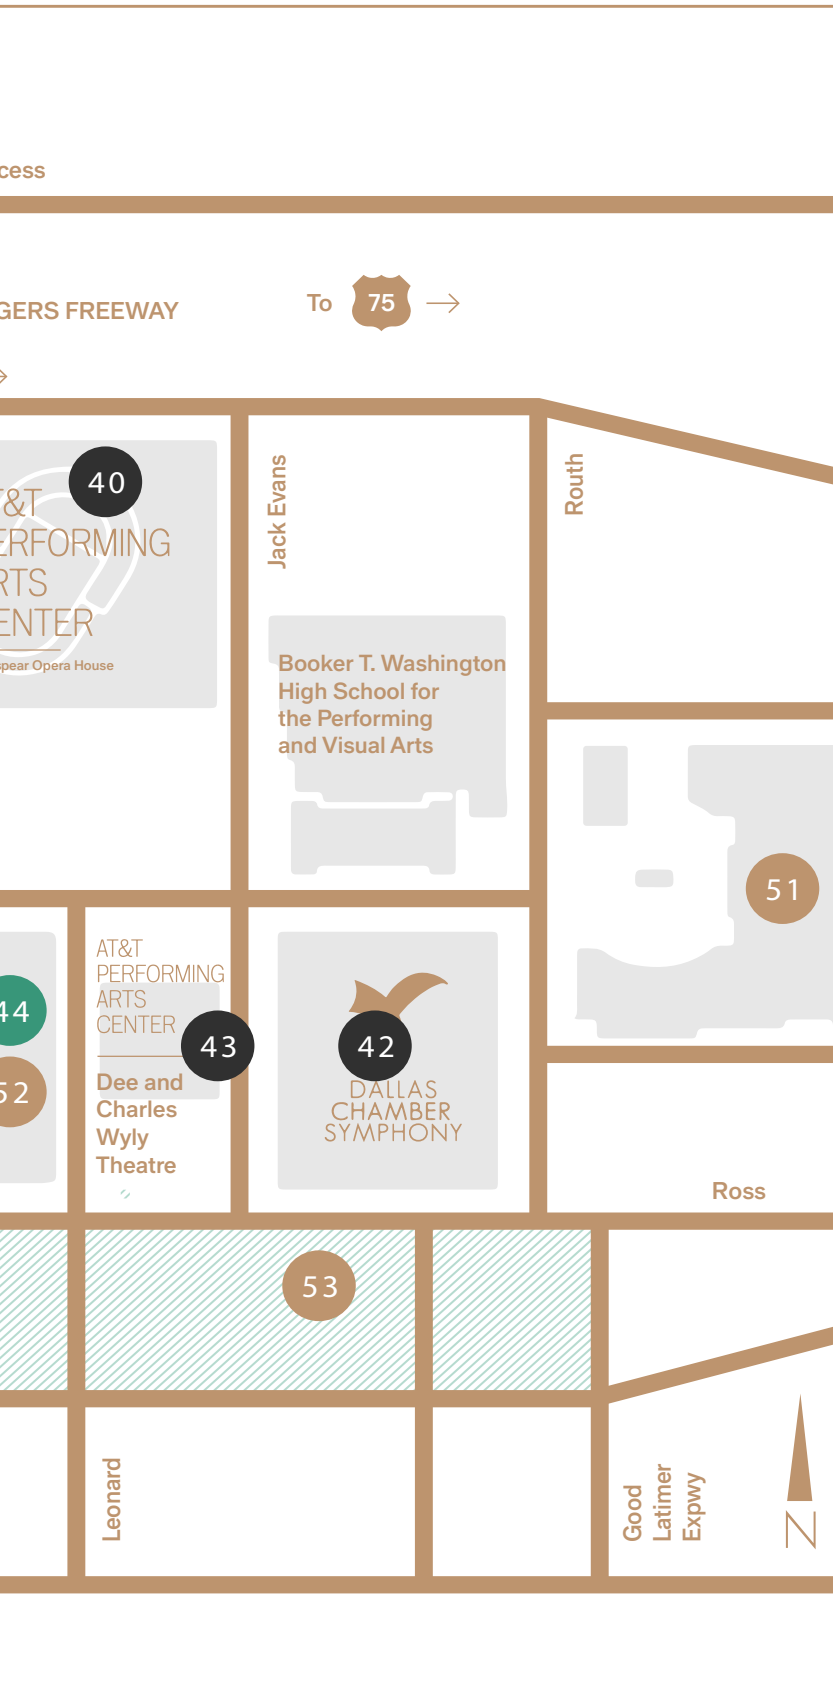 cess
GERS FREEWAY
To 75
40
T&T
ERFORMING
RTS
ENTER
spear Opera House
Jack Evans
Routh
Booker T. Washington
High School for
the Performing
and Visual Arts
51
AT&T
PERFORMING
ARTS
CENTER
Dee and
Charles
Wyly
Theatre
44
52
43
42
DALLAS
CHAMBER
SYMPHONY
Ross
53
Leonard
Good
Latimer
Expwy
N